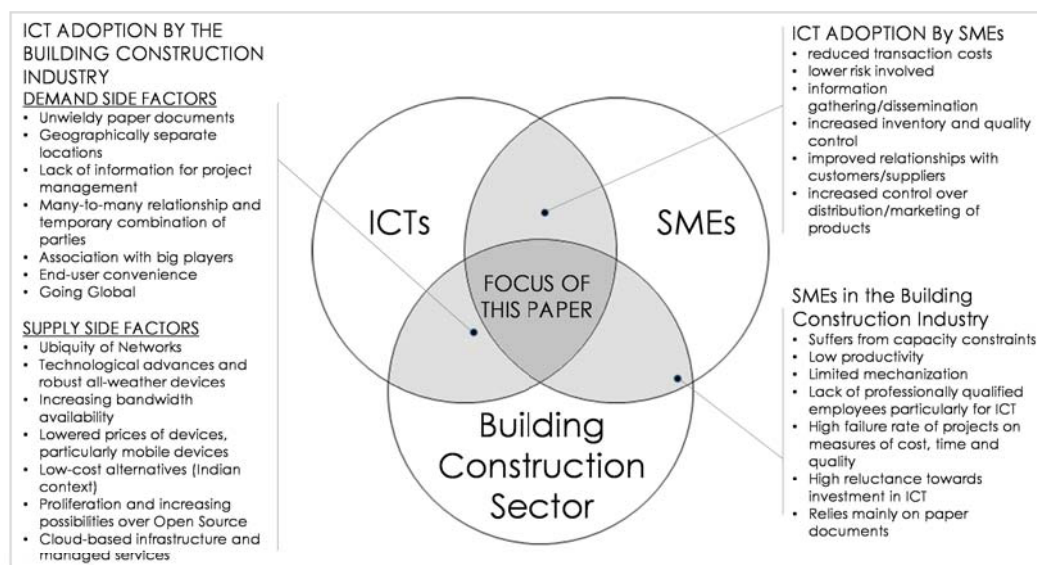 ICT ADOPTION BY THE
BUILDING CONSTRUCTION
INDUSTRY
DEMAND SIDE FACTORS
• Unwieldy paper documents
• Geographically separate
locations
• Lack of information for project
management
• Many-to-many relationship and
temporary combination of
parties
• Association with big players
• End-user convenience
• Going Global
SUPPLY SIDE FACTORS
• Ubiquity of Networks
• Technological advances and
robust all-weather devices
• Increasing bandwidth
availability
• Lowered prices of devices,
particularly mobile devices
• Low-cost alternatives (Indian
context)
• Proliferation and increasing
possibilities over Open Source
• Cloud-based infrastructure and
managed services
ICTs
SMEs
FOCUS OF
THIS PAPER
Building
Construction
Sector
ICT ADOPTION By SMEs
• reduced transaction costs
• lower risk involved
• information
gathering/dissemination
• increased inventory and quality
control
• improved relationships with
customers/suppliers
• increased control over
distribution/marketing of
products
SMEs in the Building
Construction Industry
• Suffers from capacity constraints
• Low productivity
• Limited mechanization
• Lack of professionally qualified
employees particularly for ICT
• High failure rate of projects on
measures of cost, time and
quality
• High reluctance towards
investment in ICT
• Relies mainly on paper
documents